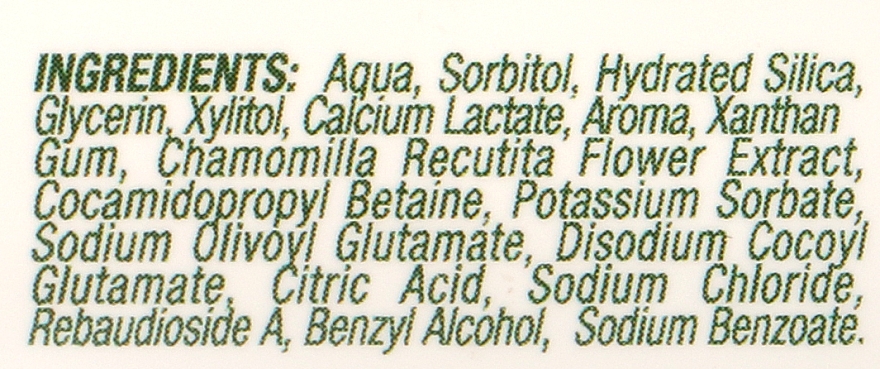 INGREDIENTS: Aqua, Sorbitol, Hydrated Silica,
Glycerin, Xylitol, Calcium Lactate, Aroma, Xanthan
Gum, Chamomilla Recutita Flower Extract,
Cocamidopropyl Betaine, Potassium Sorbate,
Sodium Olivoyl Glutamate, Disodium Cocoyl
Glutamate, Citric Acid, Sodium Chloride,
Rebaudioside A, Benzyl Alcohol, Sodium Benzoate.